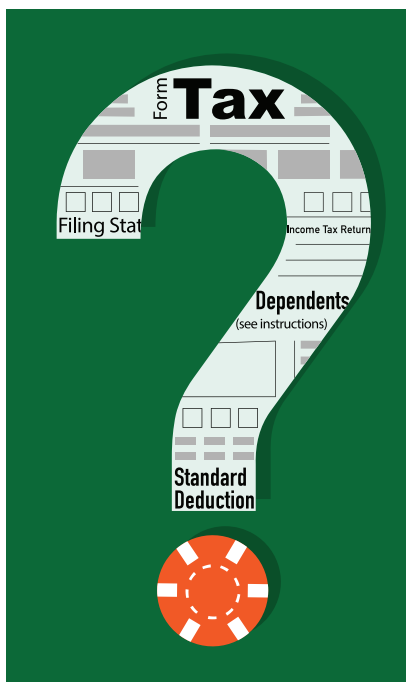 Form
Tax
Filing Stat
Income Tax Return
Dependents
(see instructions)
Standard
Deduction